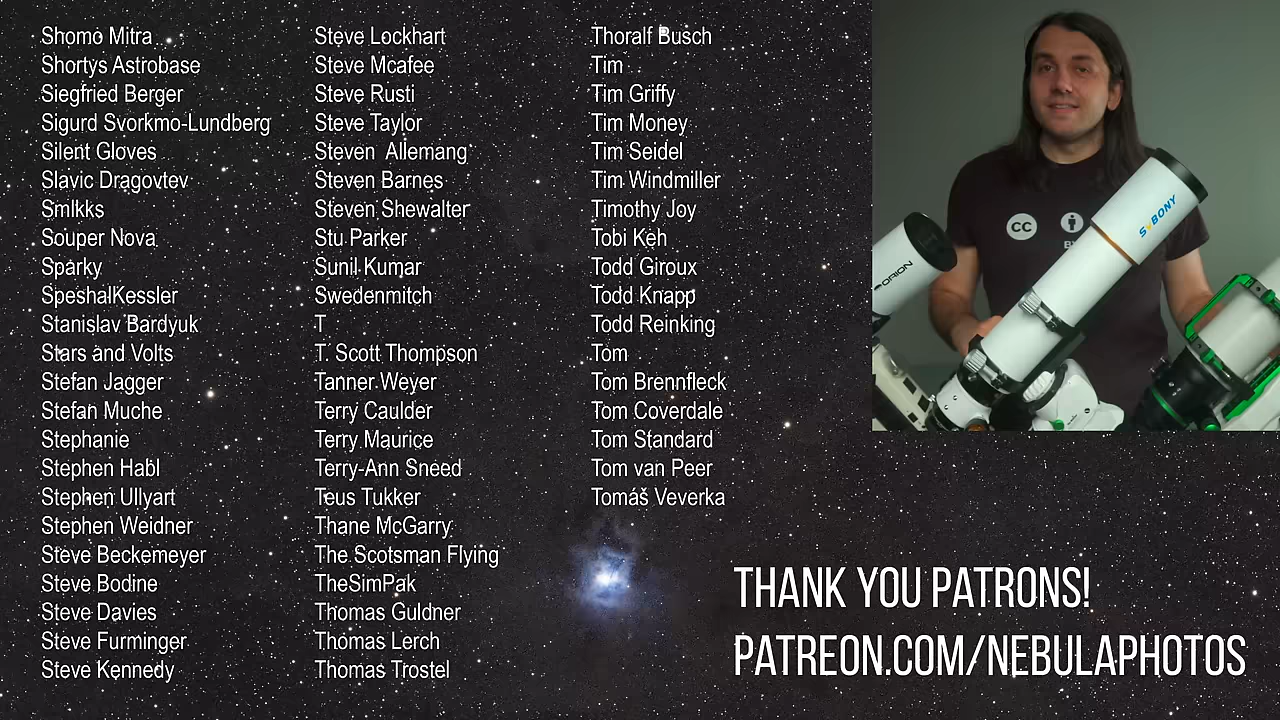 Shomo Mitra
Shortys Astrobase
Siegfried Berger
Sigurd Svorkmo-Lundberg
Silent Gloves
Slavic Dragovtev
Smlkks
Souper Nova
Sparky
SpeshalKessler
Stanislav Bardyuk
Stars and Volts
Stefan Jagger
Stefan Muche
Stephanie
Stephen Habl
Stephen Ullyart
Stephen Weidner
Steve Beckemeyer
Steve Bodine
Steve Davies
Steve Furminger
Steve Kennedy
Steve Lockhart
Steve Mcafee
Steve Rusti
Steve Taylor
Steven Allemang
Steven Barnes
Steven Shewalter
Stu Parker
Sunil Kumar
Swedenmitch
T
T. Scott Thompson
Tanner Weyer
Terry Caulder
Terry Maurice
Terry-Ann Sneed
Teus Tukker
Thane McGarry
The Scotsman Flying
TheSimPak
Thomas Guldner
Thomas Lerch
Thomas Trostel
Thoralf Busch
Tim
Tim Griffy
Tim Money
Tim Seidel
Tim Windmiller
Timothy Joy
Tobi Keh
Todd Giroux
Todd Knapp
Todd Reinking
Tom
Tom Brennfleck
Tom Coverdale
Tom Standard
Tom van Peer
Tomáš Veverka
CC
ORION
SVBONY
THANK YOU PATRONS!
PATREON.COM/NEBULAPHOTOS